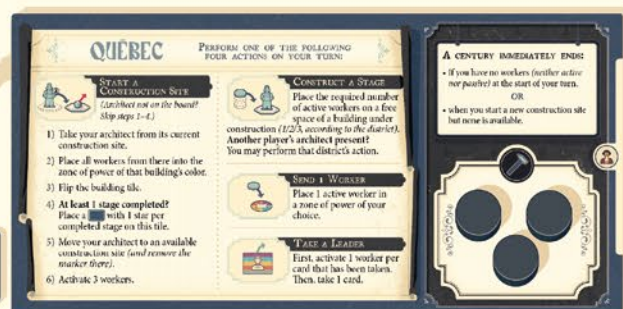 QUÉBEC
PERFORM ONE OF THE FOLLOWING
FOUR ACTIONS ON YOUR TURN:
START A
CONSTRUCTION SITE
(Architect not on the board?
Skip steps 1–4.)
1) Take your architect from its current
construction site.
2) Place all workers from there into the
zone of power of that building's color.
3) Flip the building tile.
4) At least 1 stage completed?
Place a with 1 star per
completed stage on this tile.
5) Move your architect to an available
construction site (and remove the
marker there).
6) Activate 3 workers.
CONSTRUCT A STAGE
Place the required number
of active workers on a free
space of a building under
construction (1/2/3, according to the district).
Another player's architect present?
You may perform that district's action.
SEND 1 WORKER
Place 1 active worker in
a zone of power of your
choice.
TAKE A LEADER
First, activate 1 worker per
card that has been taken.
Then, take 1 card.
A CENTURY IMMEDIATELY ENDS:
• If you have no workers (neither active
nor passive) at the start of your turn.
OR
• when you start a new construction site
but none is available.